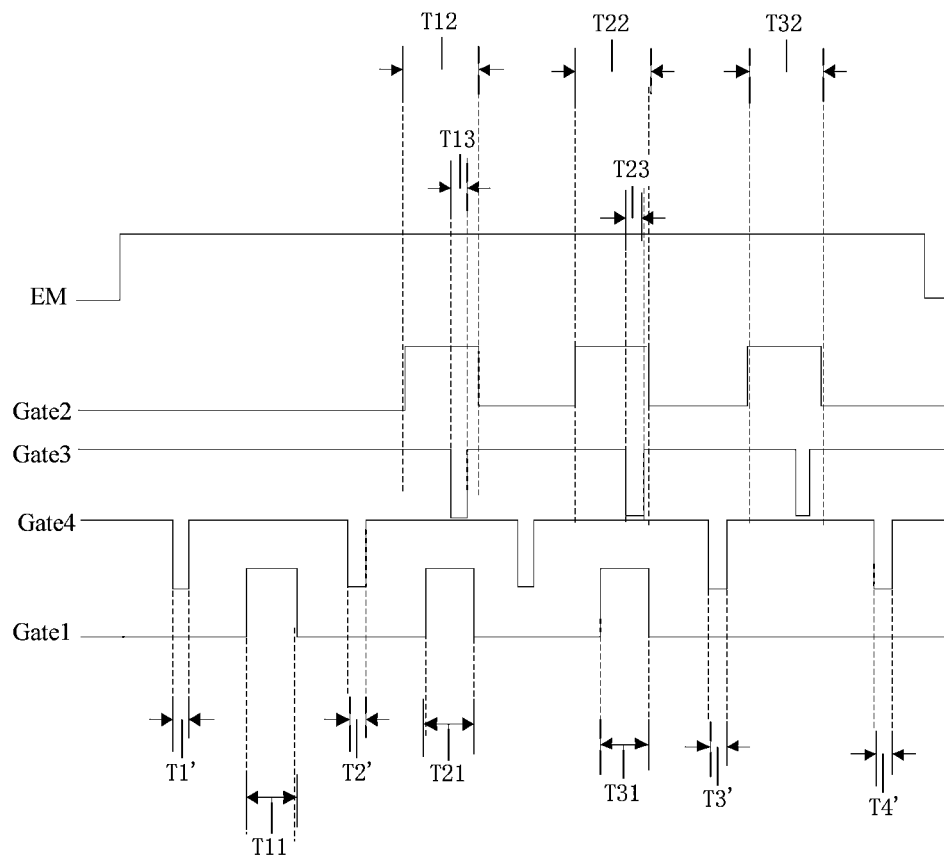 T12
T22
T32
T13
T23
EM
Gate2
Gate3
Gate4
Gate1
T1'
T2'
T21
T31
T3'
T4'
T11